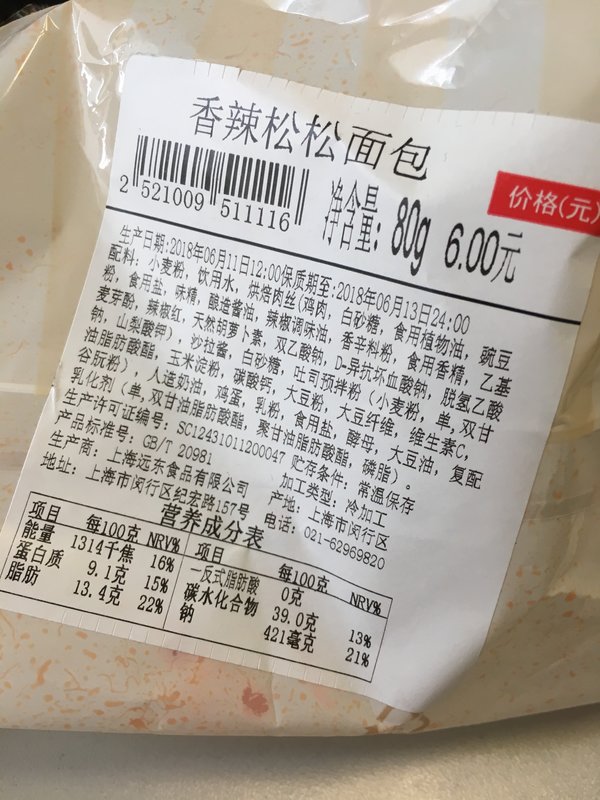 香辣松松面包
价格(元)
2 521009 511116
净含量: 80g 6.00元
生产日期:2018年06月11日12:00保质期至:2018年06月13日24:00
配料: 小麦粉, 饮用水, 烘焙肉丝(鸡肉, 白砂糖, 食用植物油, 豌豆
粉, 食用盐, 味精, 酿造酱油, 辣椒调味油, 香辛料, 食用香精, 乙基
麦芽酚, 辣椒红, 天然胡萝卜素, 双乙酸钠, D-异抗坏血酸钠, 脱氢乙酸
钠, 山梨酸钾), 沙拉酱, 白砂糖, 吐司预拌粉(小麦粉, 单,双甘
油脂肪酸酯, 玉米淀粉, 碳酸钙, 大豆粉, 大豆纤维, 维生素C,
谷朊粉), 人造奶油, 鸡蛋, 乳粉, 食用盐, 酵母, 大豆油, 复配
乳化剂(单,双甘油脂肪酸酯, 聚甘油脂肪酸酯, 磷脂)。
生产许可证编号: SC12431011200047 贮存条件: 常温保存
产品标准号: GB/T 20981 加工类型: 冷加工
生产商: 上海远东食品有限公司 产地: 上海市闵行区
地址: 上海市闵行区纪宏路157号 电话: 021-62969820
营养成分表
项目 每100克 NRV% 项目 每100克 NRV%
能量 1314千焦 16% —反式脂肪酸 0克
蛋白质 9.1克 15% 碳水化合物 39.0克 13%
脂肪 13.4克 22% 钠 421毫克 21%